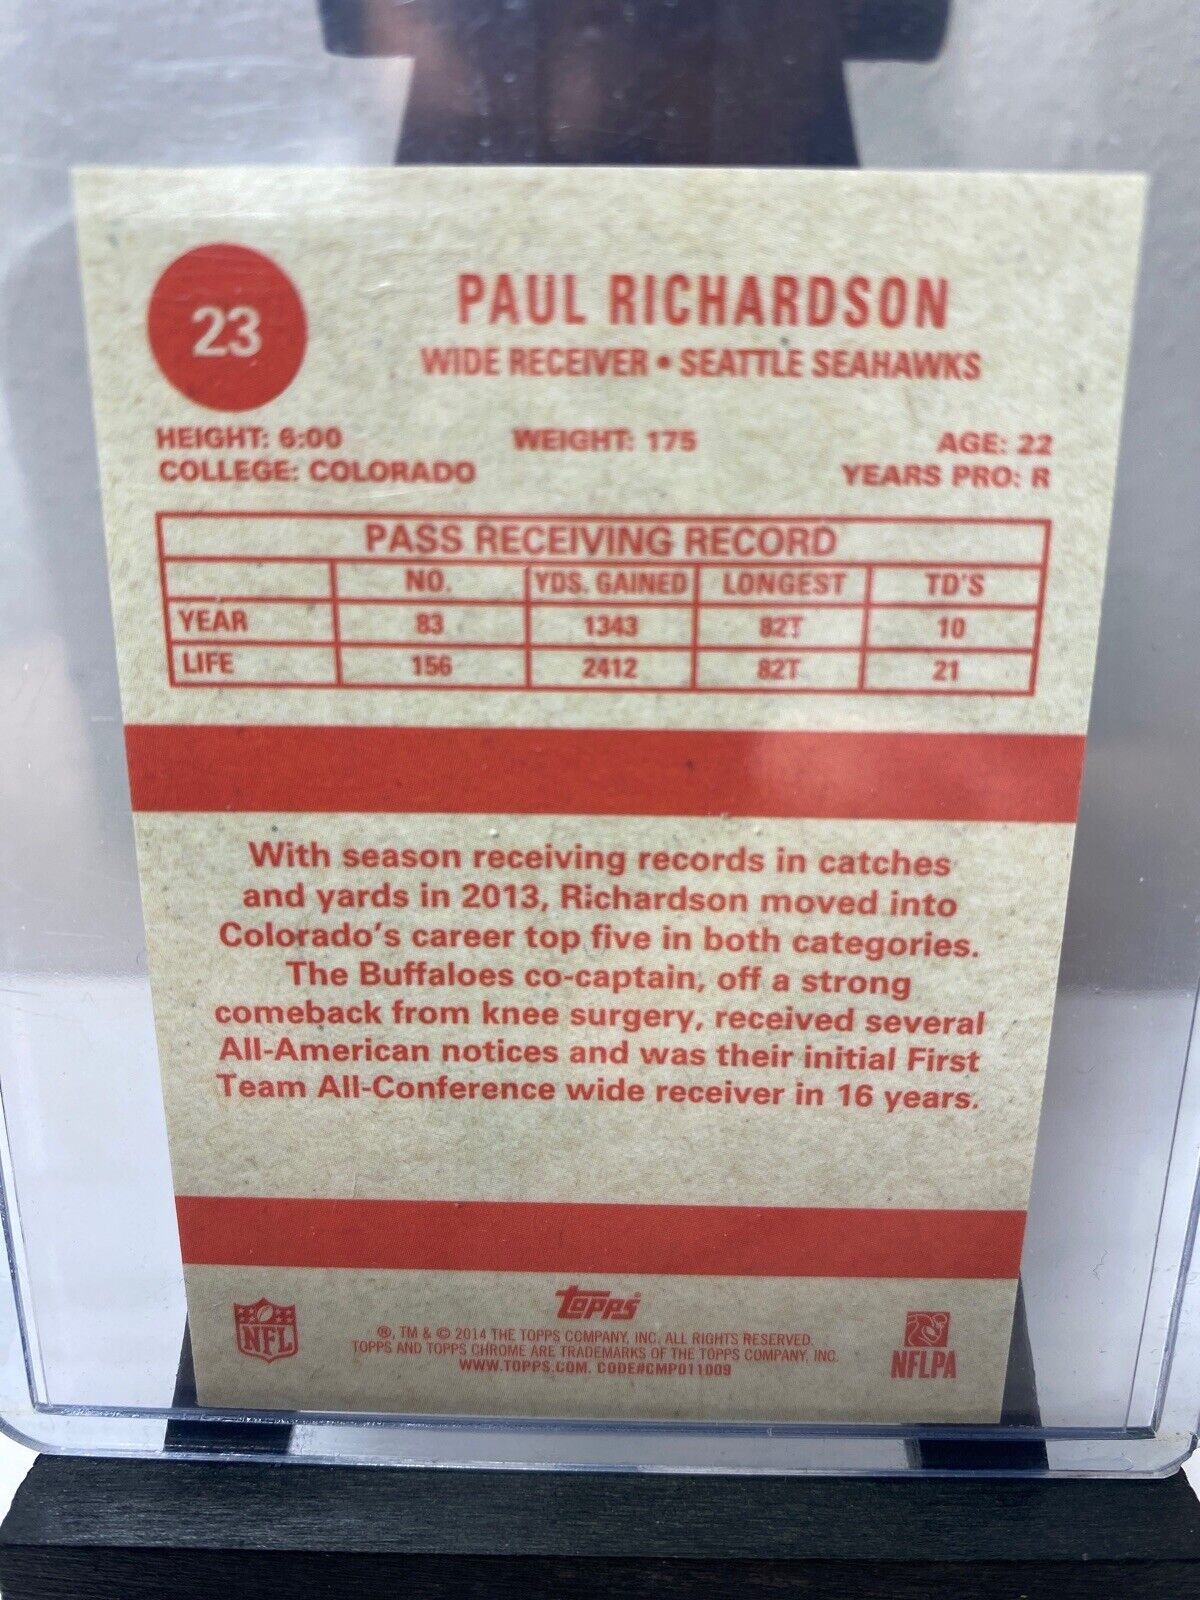 23
PAUL RICHARDSON
WIDE RECEIVER • SEATTLE SEAHAWKS
HEIGHT: 6:00 WEIGHT: 175 AGE: 22
COLLEGE: COLORADO YEARS PRO: R
PASS RECEIVING RECORD
NO. YDS. GAINED LONGEST TD'S
YEAR 83 1343 82T 10
LIFE 156 2412 82T 21
With season receiving records in catches
and yards in 2013, Richardson moved into
Colorado's career top five in both categories.
The Buffaloes co-captain, off a strong
comeback from knee surgery, received several
All-American notices and was their initial First
Team All-Conference wide receiver in 16 years.
NFL
topps
®, TM & © 2014 THE TOPPS COMPANY, INC. ALL RIGHTS RESERVED.
TOPPS AND TOPPS CHROME ARE TRADEMARKS OF THE TOPPS COMPANY, INC.
WWW.TOPPS.COM. CODE#CMP011009
NFLPA